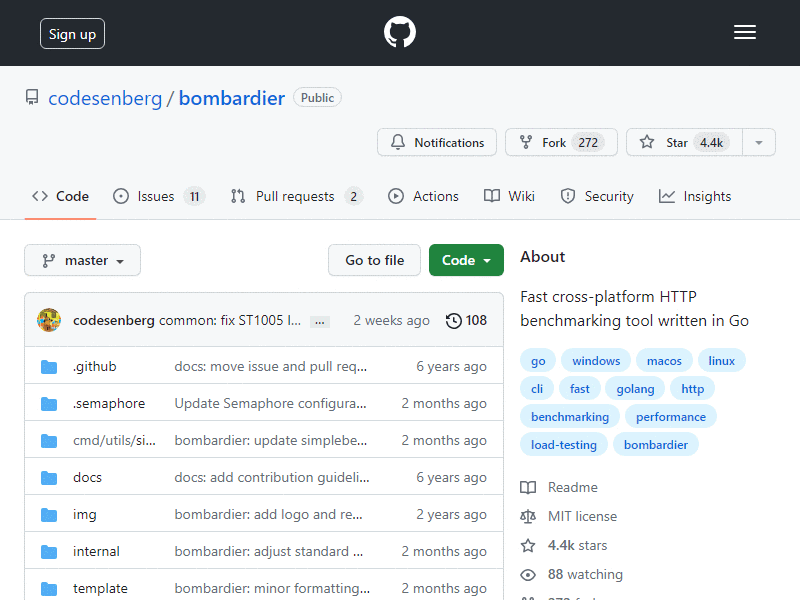 Sign up
codesenberg / bombardier Public
Notifications Fork 272 Star 4.4k
Code Issues 11 Pull requests 2 Actions Wiki Security Insights
master Go to file Code
codesenberg common: fix ST1005 l... ... 2 weeks ago 108
.github docs: move issue and pull req... 6 years ago
.semaphore Update Semaphore configura... 2 months ago
cmd/utils/si... bombardier: update simplebe... 2 months ago
docs docs: add contribution guideli... 6 years ago
img bombardier: add logo and re... 2 years ago
internal bombardier: adjust standard ... 2 months ago
template bombardier: minor formatting... 2 months ago
About
Fast cross-platform HTTP
benchmarking tool written in Go
go windows macos linux
cli fast golang http
benchmarking performance
load-testing bombardier
Readme
MIT license
4.4k stars
88 watching